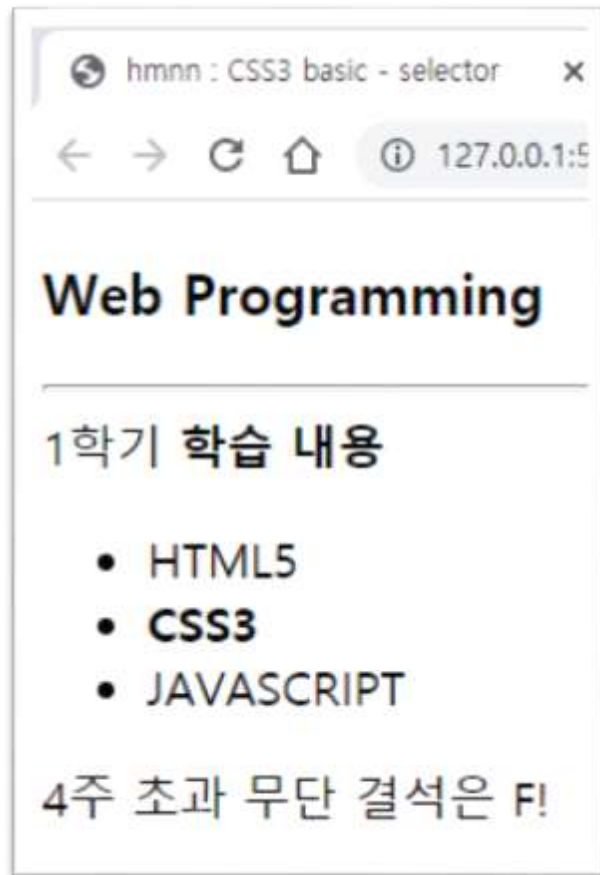 hmnn : CSS3 basic - selector
127.0.0.1:5
Web Programming
1학기 학습 내용
HTML5
CSS3
JAVASCRIPT
4주 초과 무단 결석은 F!